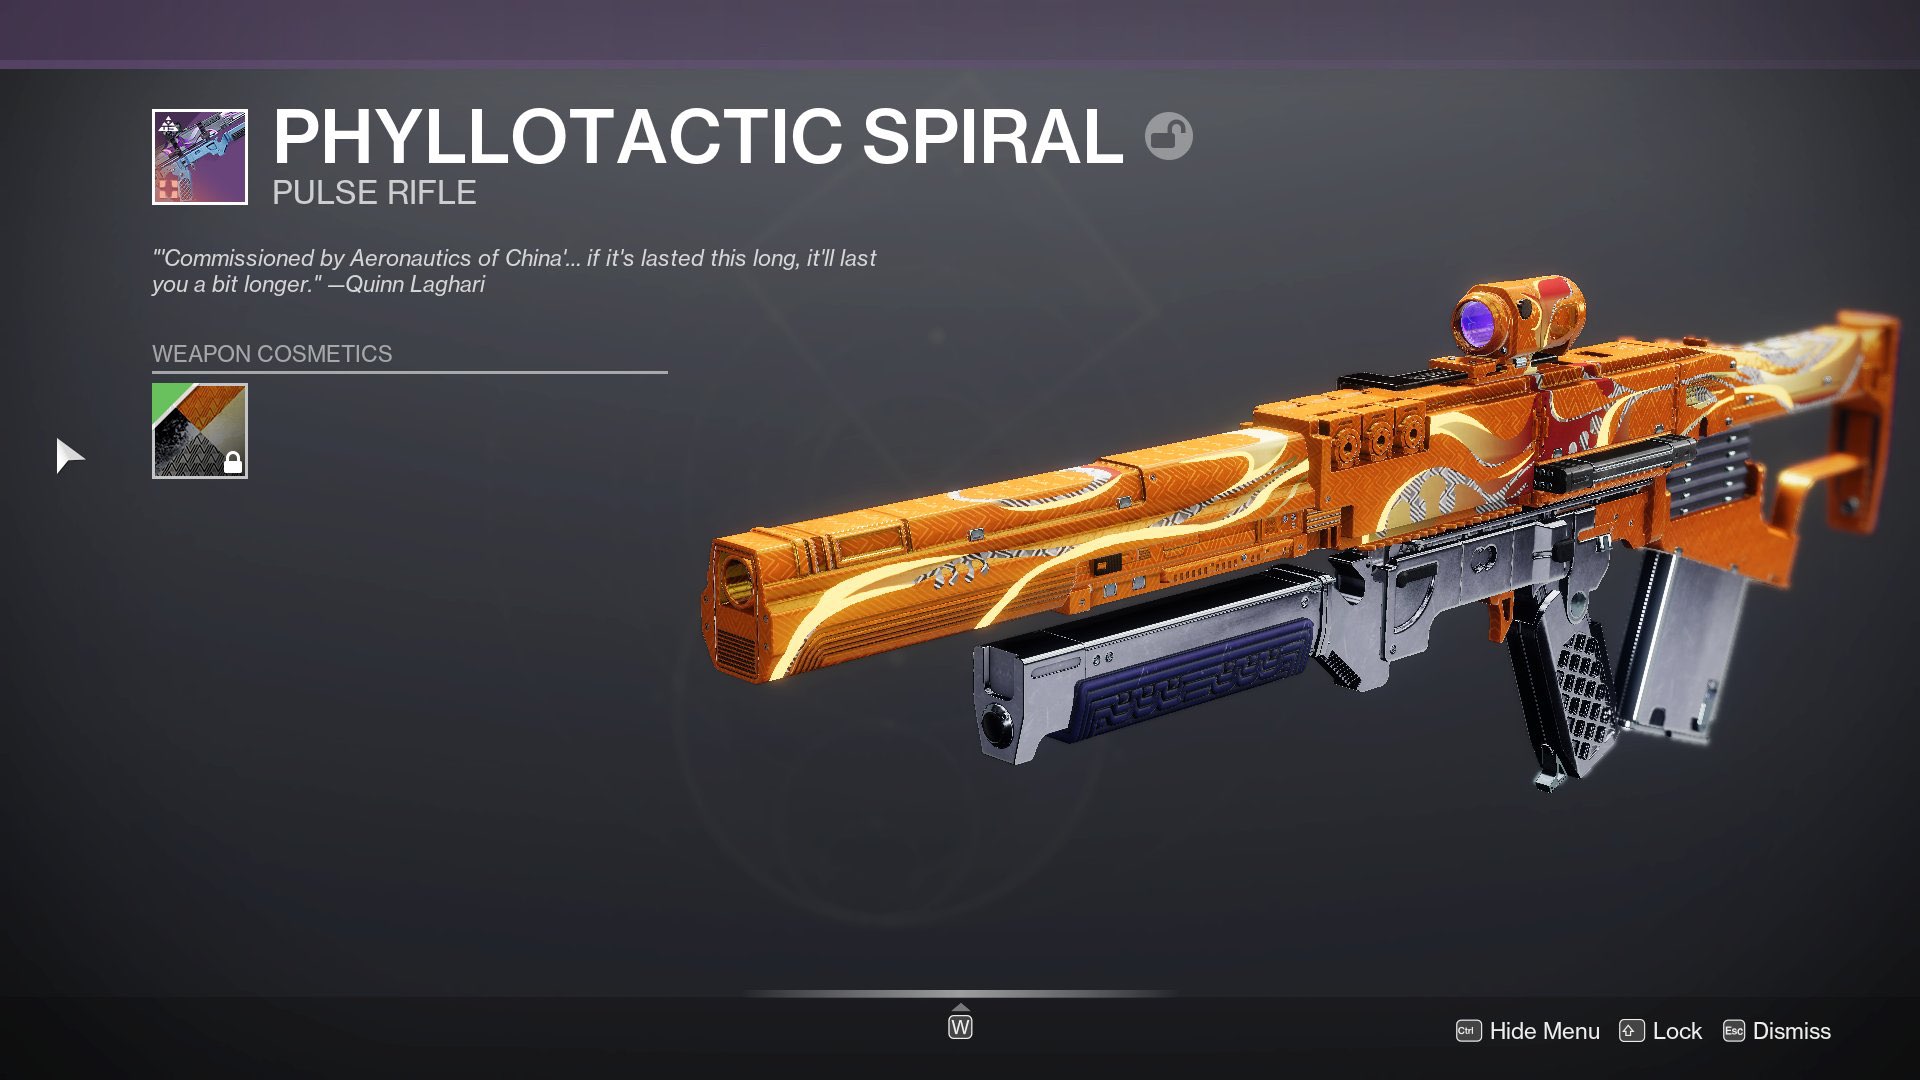 PHYLLOTACTIC SPIRAL
PULSE RIFLE
"'Commissioned by Aeronautics of China'... if it's lasted this long, it'll last
you a bit longer." —Quinn Laghari
WEAPON COSMETICS
W
Ctrl Hide Menu Lock Esc Dismiss